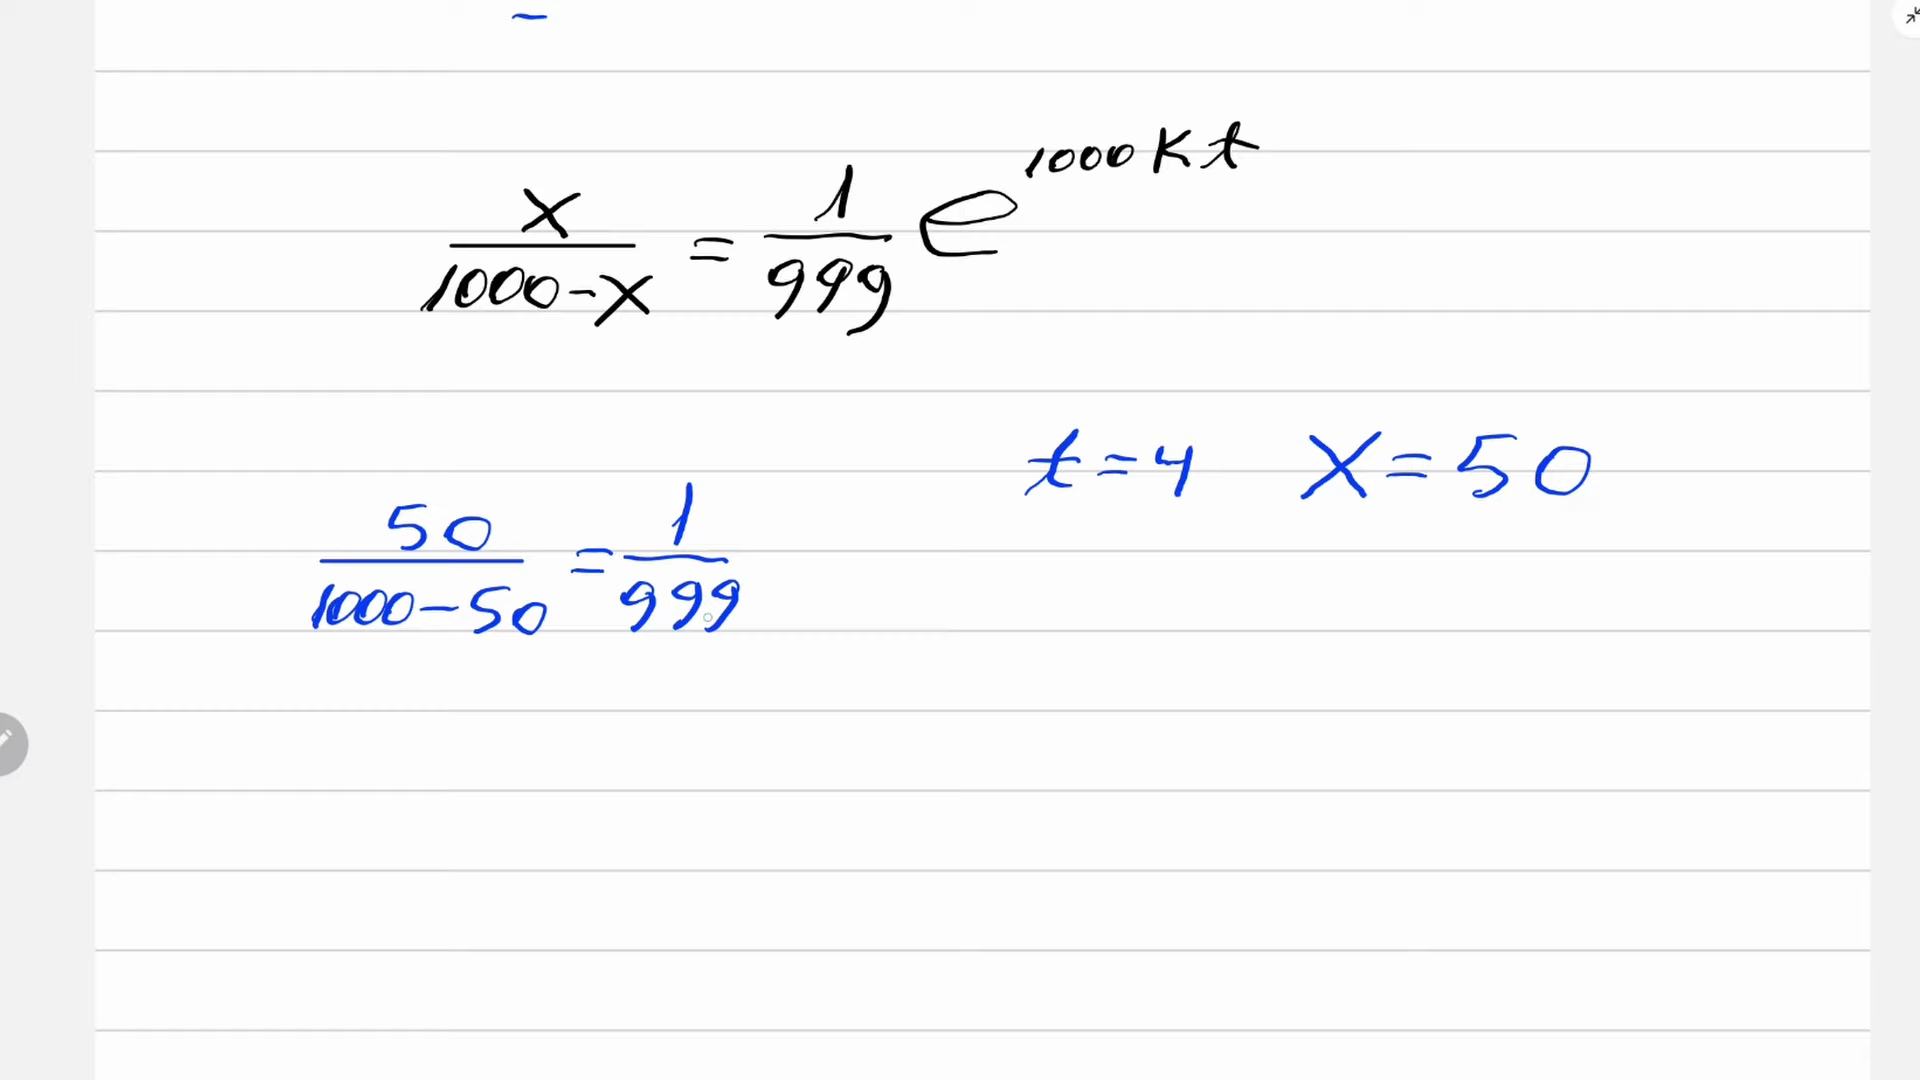 x/(1000-x) = 1/999 e^(1000kt)
t=4 x=50
50/(1000-50) = 1/999